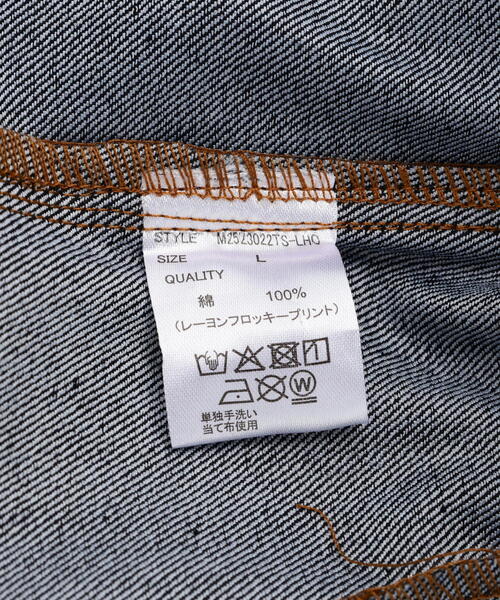 STYLE M2523022TS-LHO
SIZE L
QUALITY
綿 100%
(レーヨンフロッキープリント)
W
単独手洗い
当て布使用